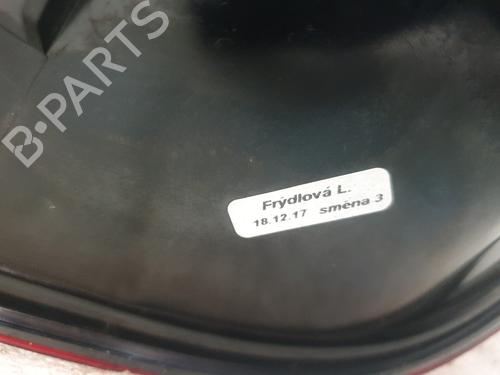 B-PARTS
Frýdlová L.
18.12.17 směna 3